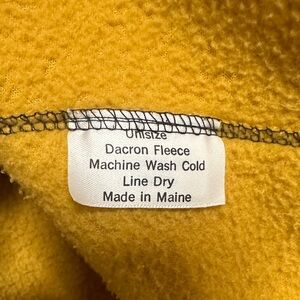 Unisize
Dacron Fleece
Machine Wash Cold
Line Dry
Made in Maine